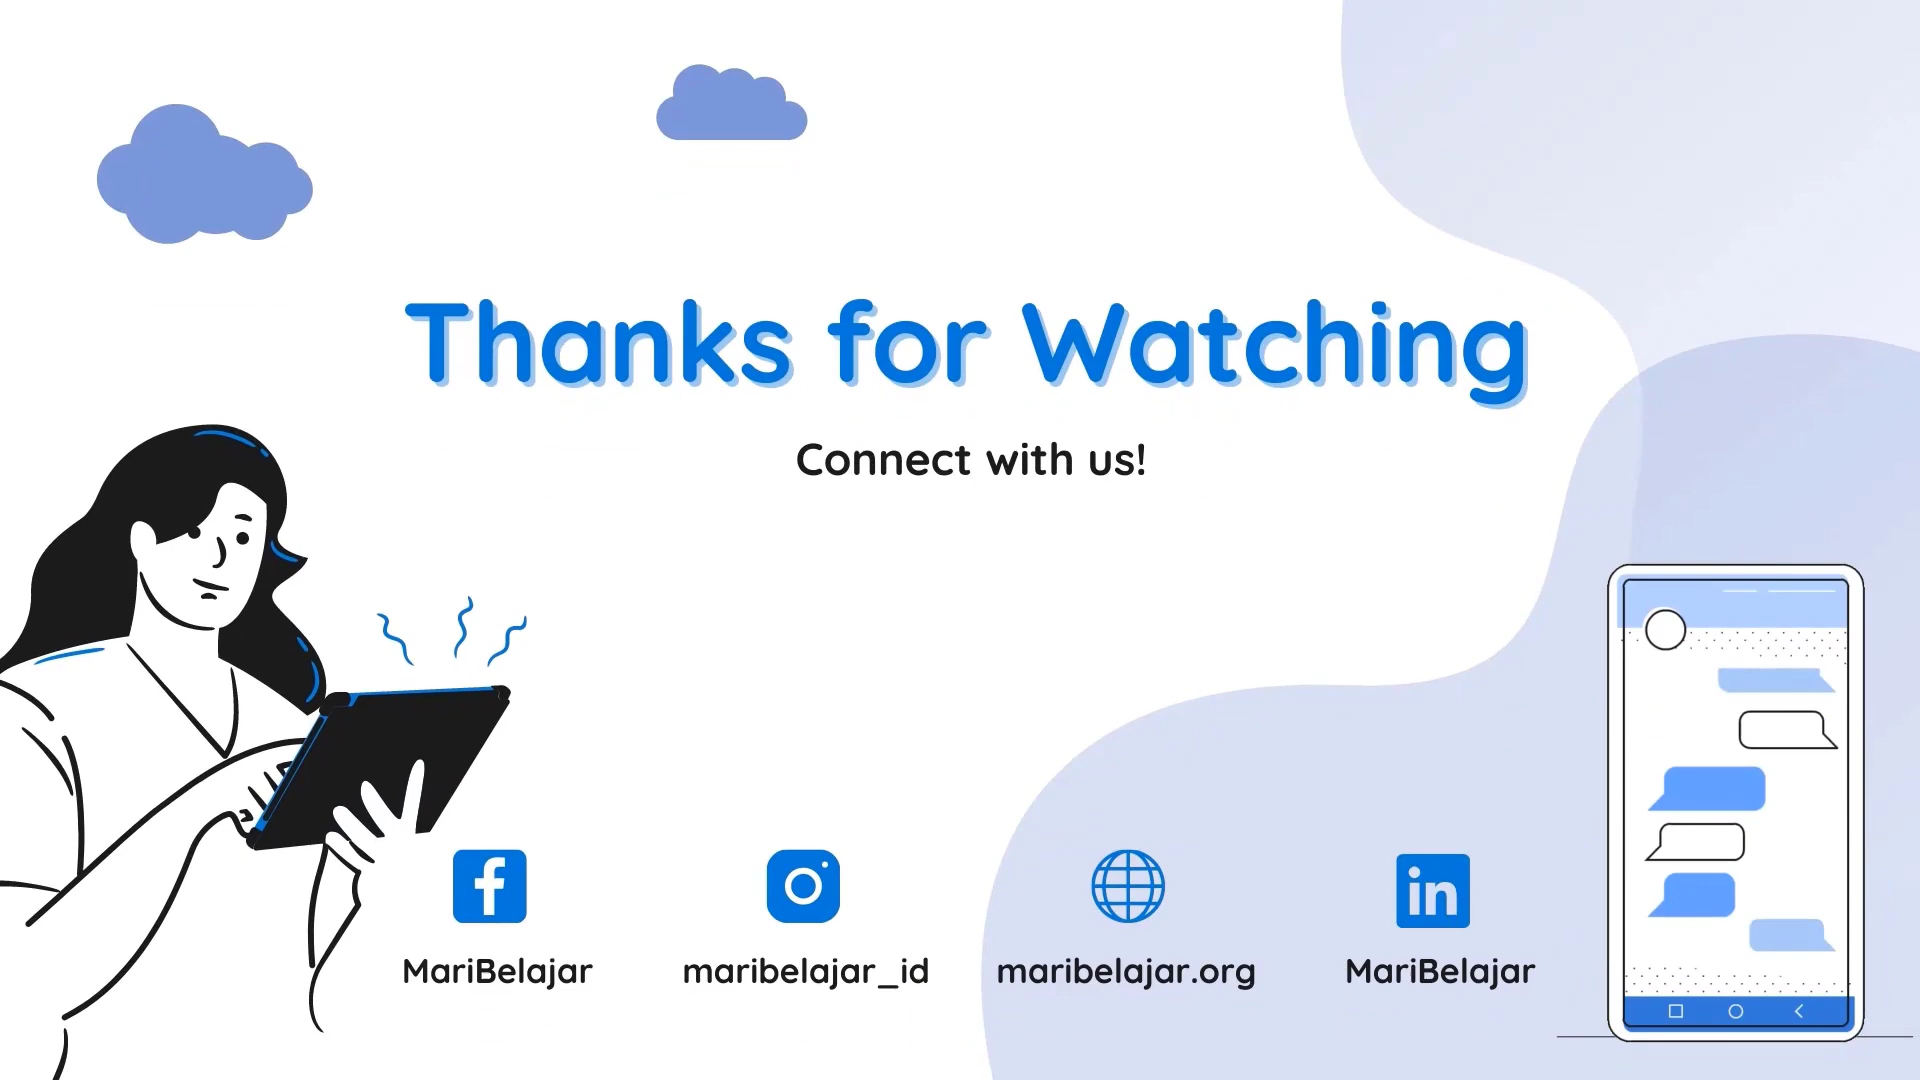 Thanks for Watching
Connect with us!
MariBelajar
maribelajar_id
maribelajar.org
MariBelajar